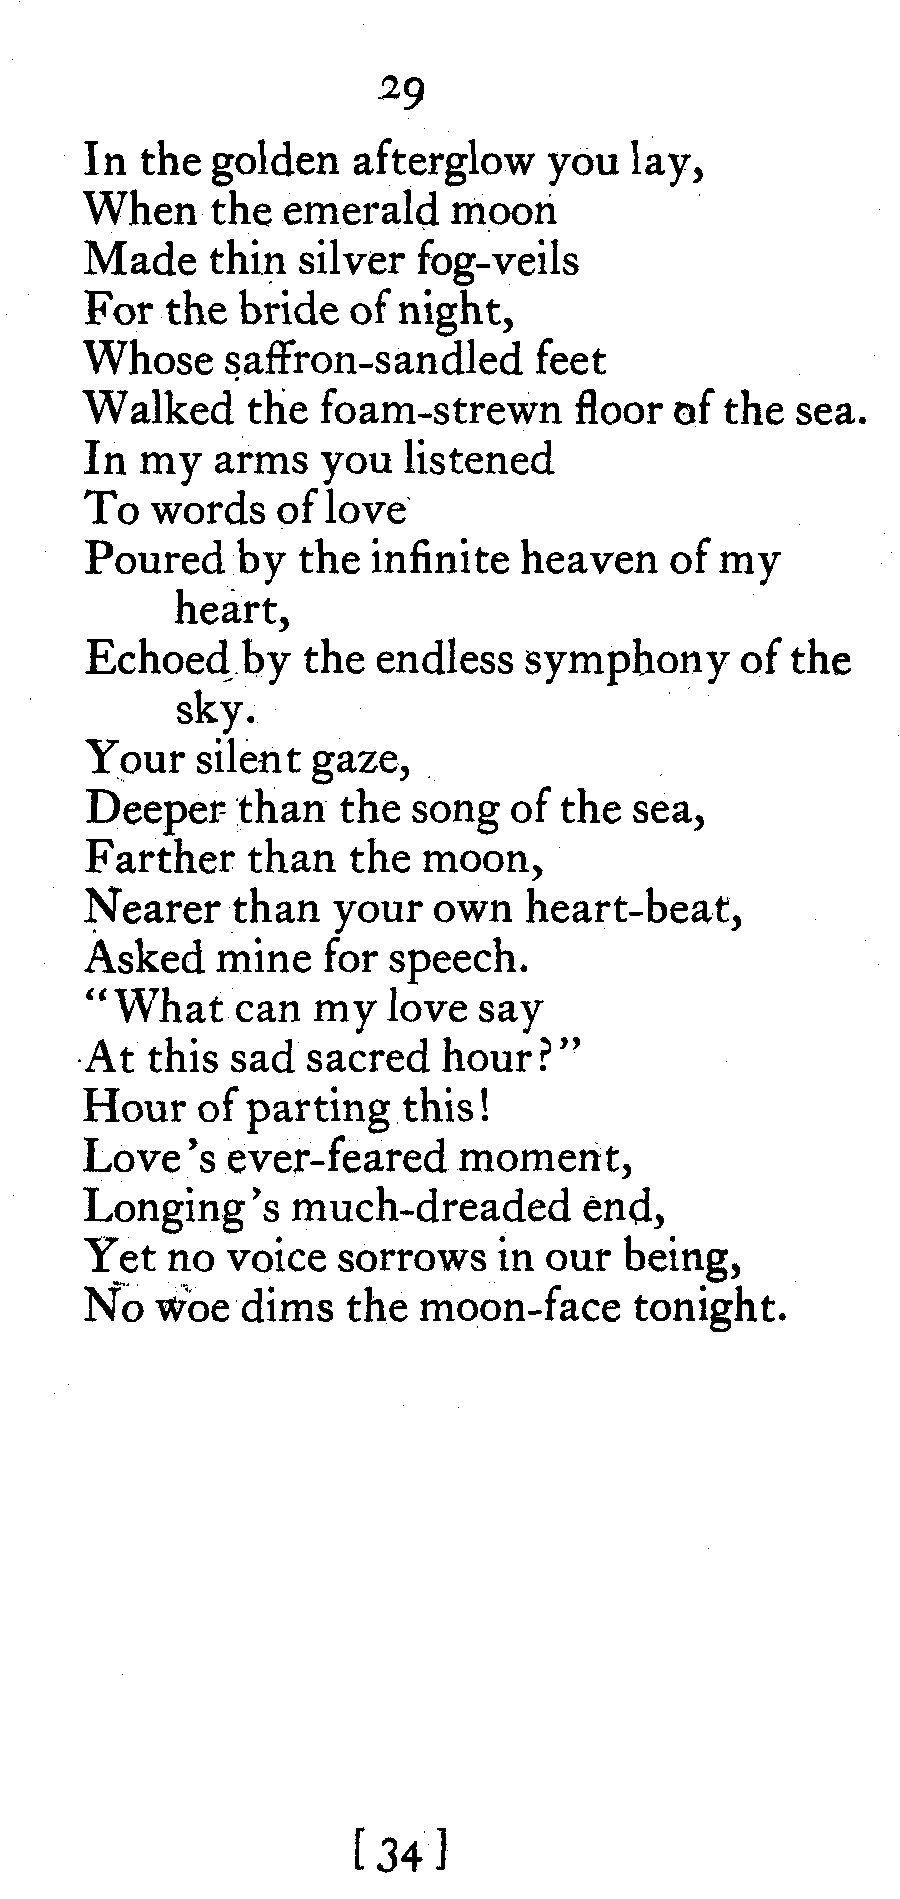 29
In the golden afterglow you lay,
When the emerald moon
Made thin silver fog-veils
For the bride of night,
Whose saffron-sandled feet
Walked the foam-strewn floor of the sea.
In my arms you listened
To words of love
Poured by the infinite heaven of my
heart,
Echoed by the endless symphony of the
sky.
Your silent gaze,
Deeper than the song of the sea,
Farther than the moon,
Nearer than your own heart-beat,
Asked mine for speech.
“What can my love say
At this sad sacred hour?”
Hour of parting this!
Love's ever-feared moment,
Longing's much-dreaded end,
Yet no voice sorrows in our being,
No woe dims the moon-face tonight.
[ 34 ]